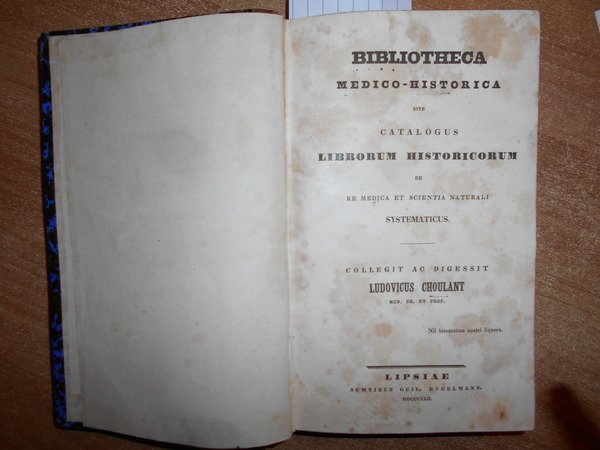 BIBLIOTHECA
MEDICO-HISTORICA
SIVE
CATALOGUS
LIBRORUM HISTORICORUM
DE
RE MEDICA ET SCIENTIA NATURALI
SYSTEMATICUS.
COLLEGIT AC DIGESSIT
LUDOVICUS CHOULANT
MED. DR. ET PROF.
Nil intentatum nostri liquere.
LIPSIAE
SUMTIBUS GUIL. ENGELMANN.
MDCCCXLII.